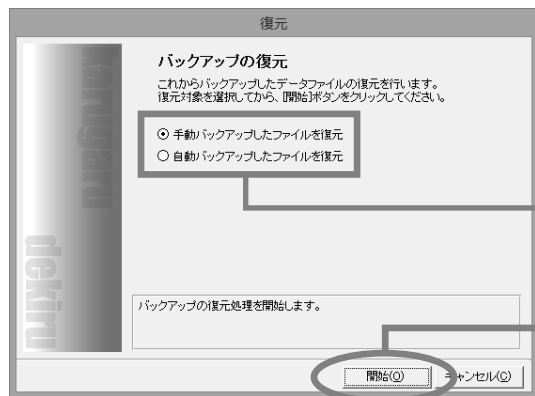 復元
karugaru
dekiru
バックアップの復元
これからバックアップしたデータファイルの復元を行います。
復元対象を選択してから、[開始]ボタンをクリックしてください。
手動バックアップしたファイルを復元
自動バックアップしたファイルを復元
バックアップの復元処理を開始します。
開始(O) キャンセル(C)